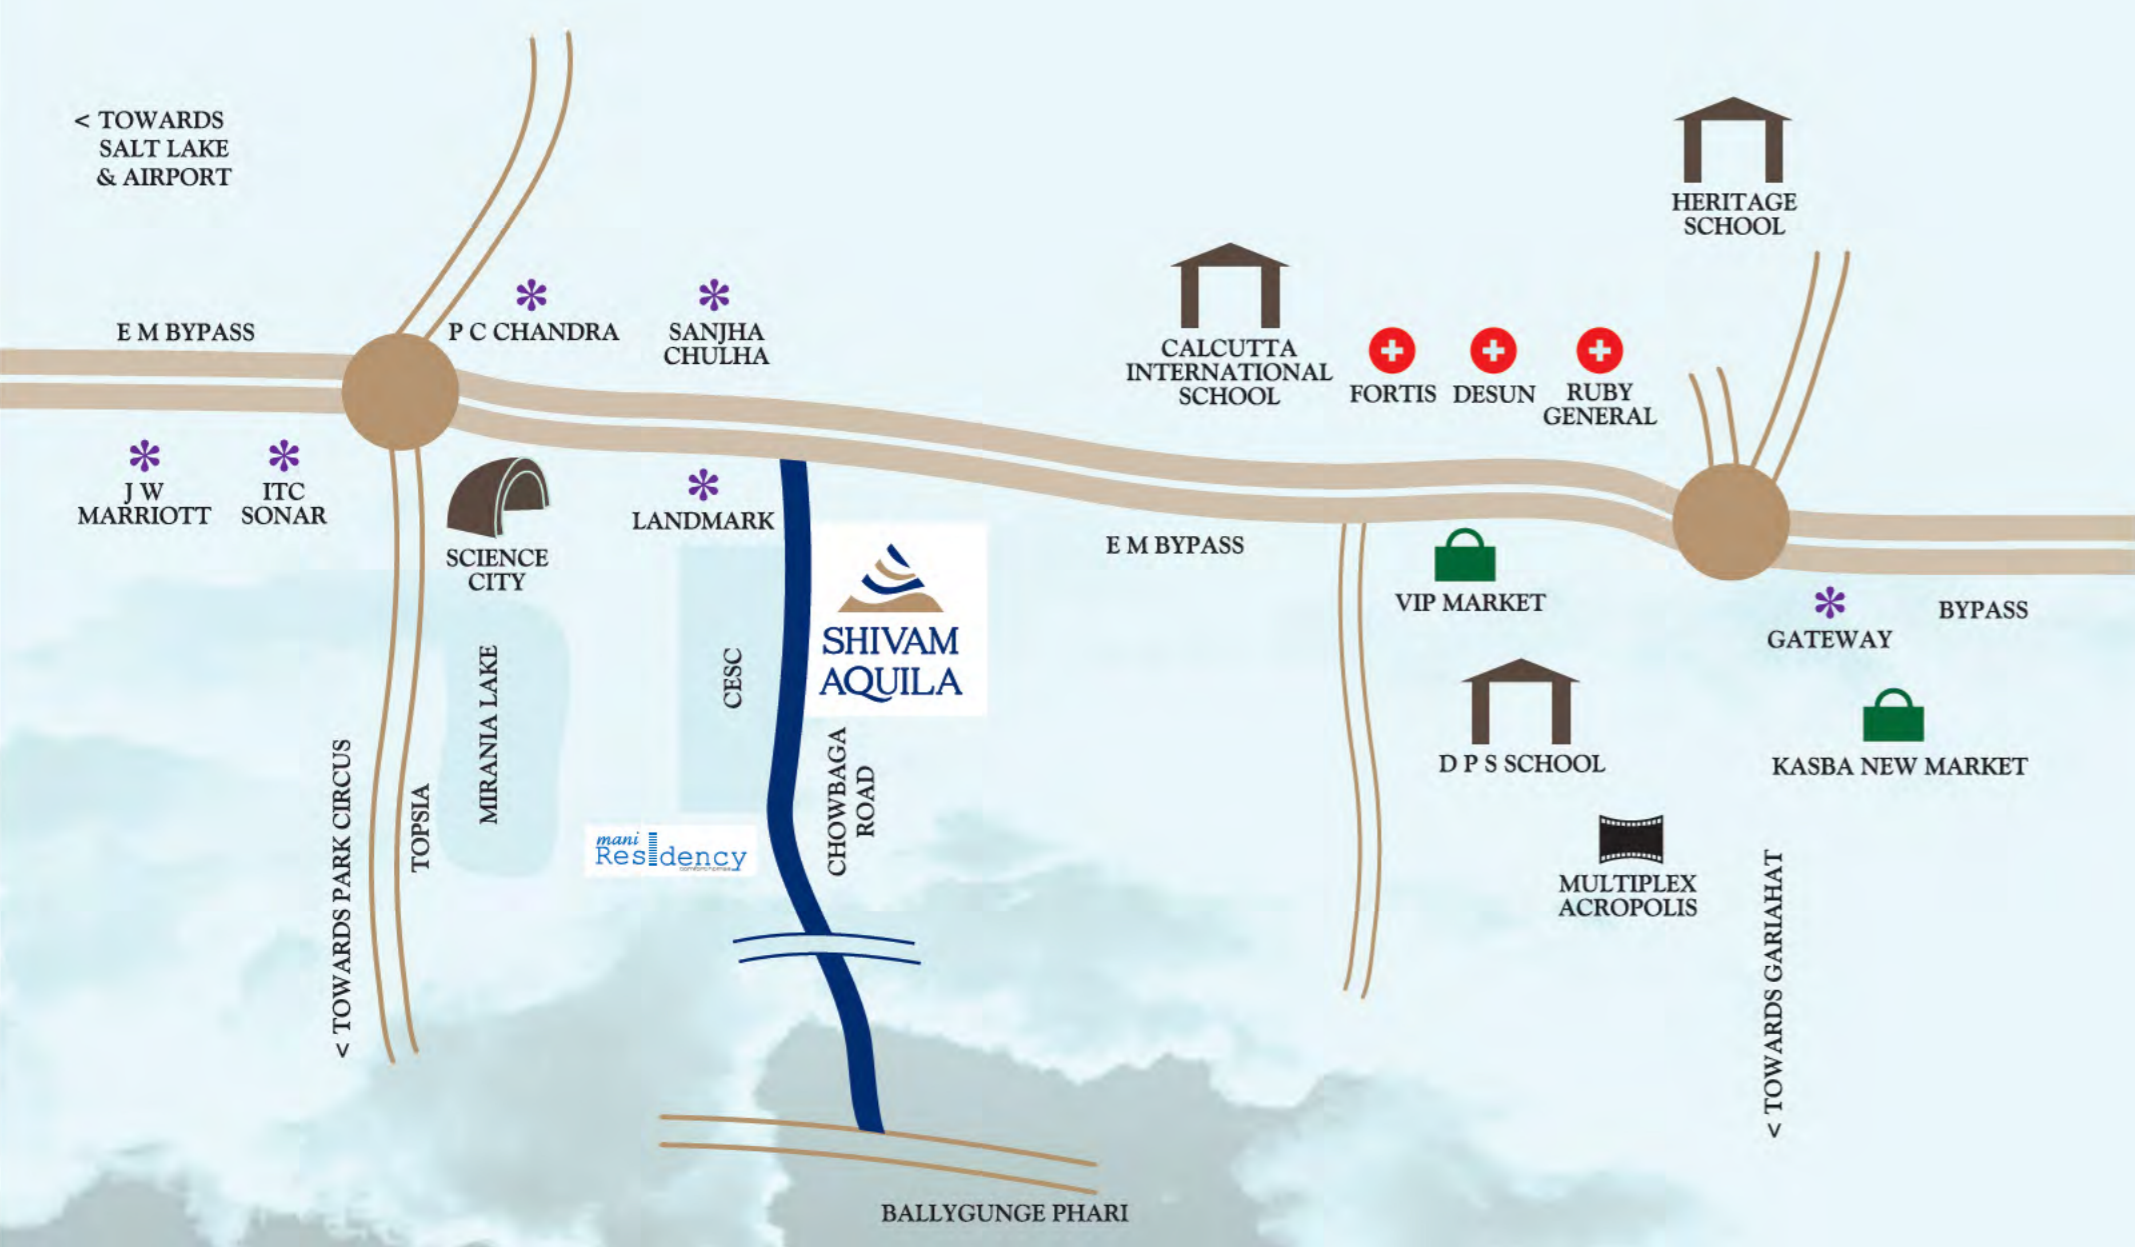 < TOWARDS
SALT LAKE
& AIRPORT
HERITAGE
SCHOOL
E M BYPASS
P C CHANDRA
SANJHA
CHULHA
CALCUTTA
INTERNATIONAL
SCHOOL
FORTIS
DESUN
RUBY
GENERAL
J W
MARRIOTT
ITC
SONAR
SCIENCE
CITY
LANDMARK
E M BYPASS
VIP MARKET
GATEWAY
BYPASS
SHIVAM
AQUILA
MIRANIA LAKE
CESC
CHOWBAGA
ROAD
D P S SCHOOL
KASBA NEW MARKET
< TOWARDS PARK CIRCUS
TOPSIA
mani
Residency
MULTIPLEX
ACROPOLIS
< TOWARDS GARIAHAT
BALLYGUNGE PHARI